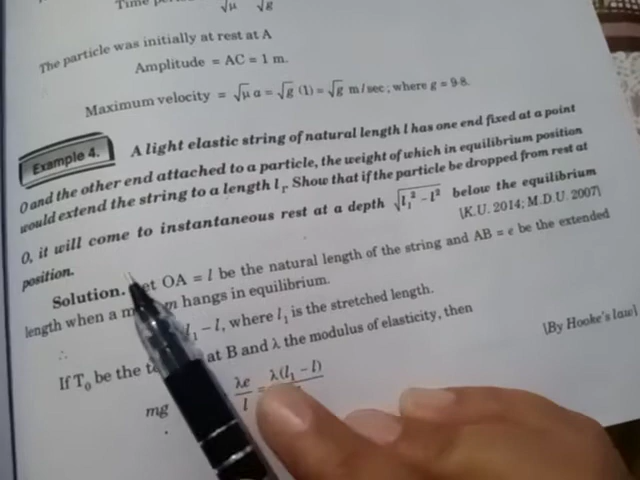 Time
√μ √g
The particle was initially at rest at A
Amplitude = AC = 1 m.
Maximum velocity = √μ a = √g (1) = √g m/sec ; where g = 9·8.
Example 4. A light elastic string of natural length l has one end fixed at a point
O and the other end attached to a particle, the weight of which in equilibrium position
would extend the string to a length l₁. Show that if the particle be dropped from rest at
O, it will come to instantaneous rest at a depth √(l₁² – l²) below the equilibrium
position. [K.U. 2014; M.D.U. 2007]
Solution. OA = l be the natural length of the string and AB = e be the extended
length when a hangs in equilibrium.
∴ l₁ – l, where l₁ is the stretched length.
If T₀ be the at B and λ the modulus of elasticity, then
mg λe/l = λ(l₁ – l) [By Hooke's law]